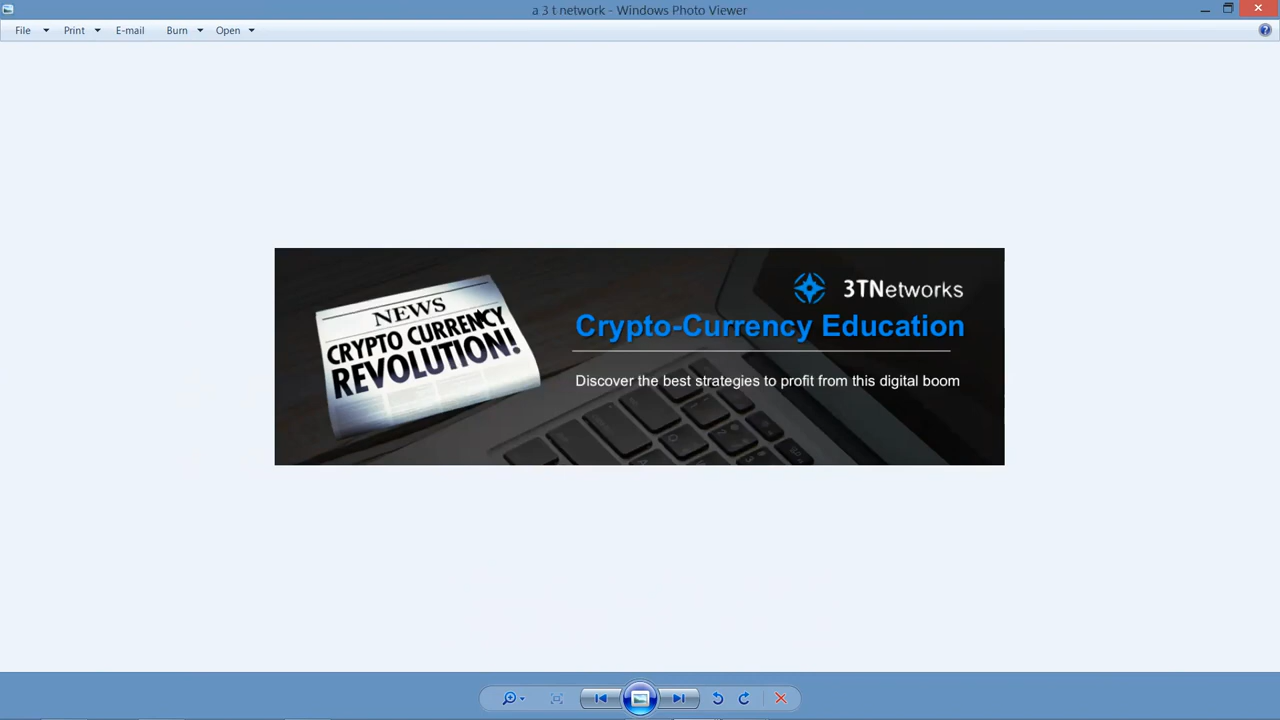 a 3 t network - Windows Photo Viewer
File Print E-mail Burn Open
NEWS
CRYPTO CURRENCY
REVOLUTION!
3TNetworks
Crypto-Currency Education
Discover the best strategies to profit from this digital boom